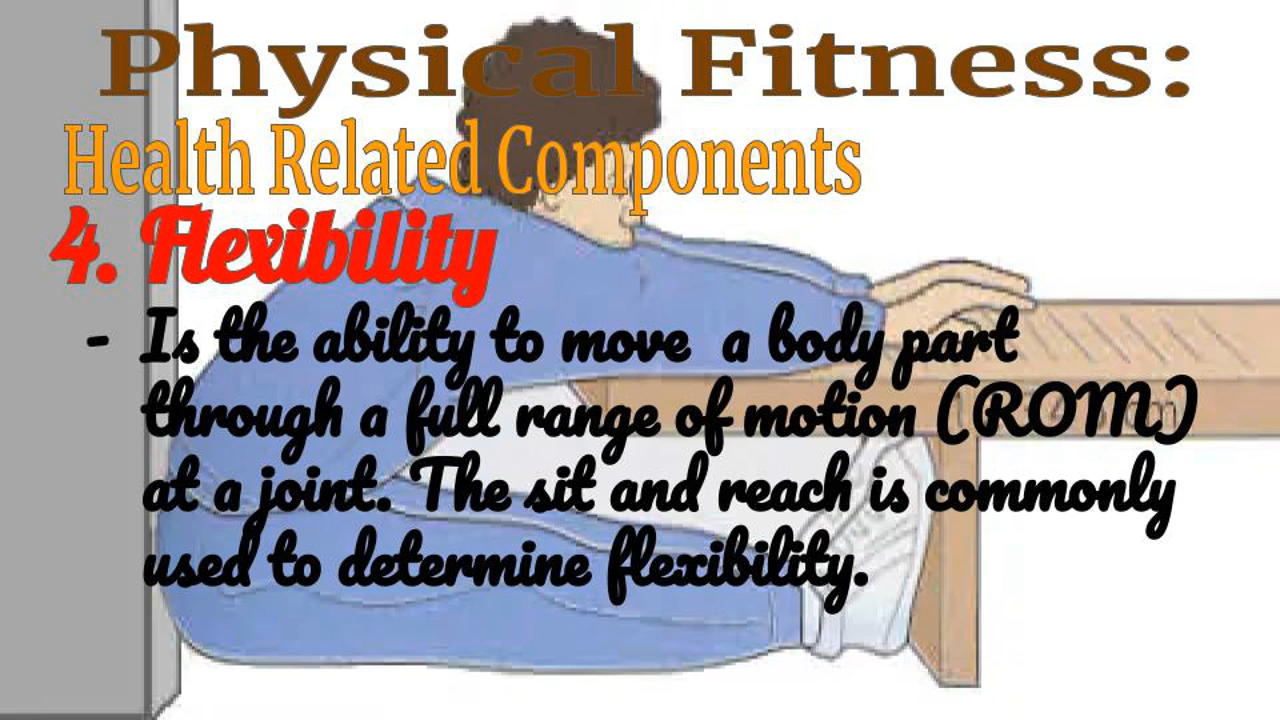 Physical Fitness:
Health Related Components
4. Flexibility
- Is the ability to move a body part
through a full range of motion (ROM)
at a joint. The sit and reach is commonly
used to determine flexibility.